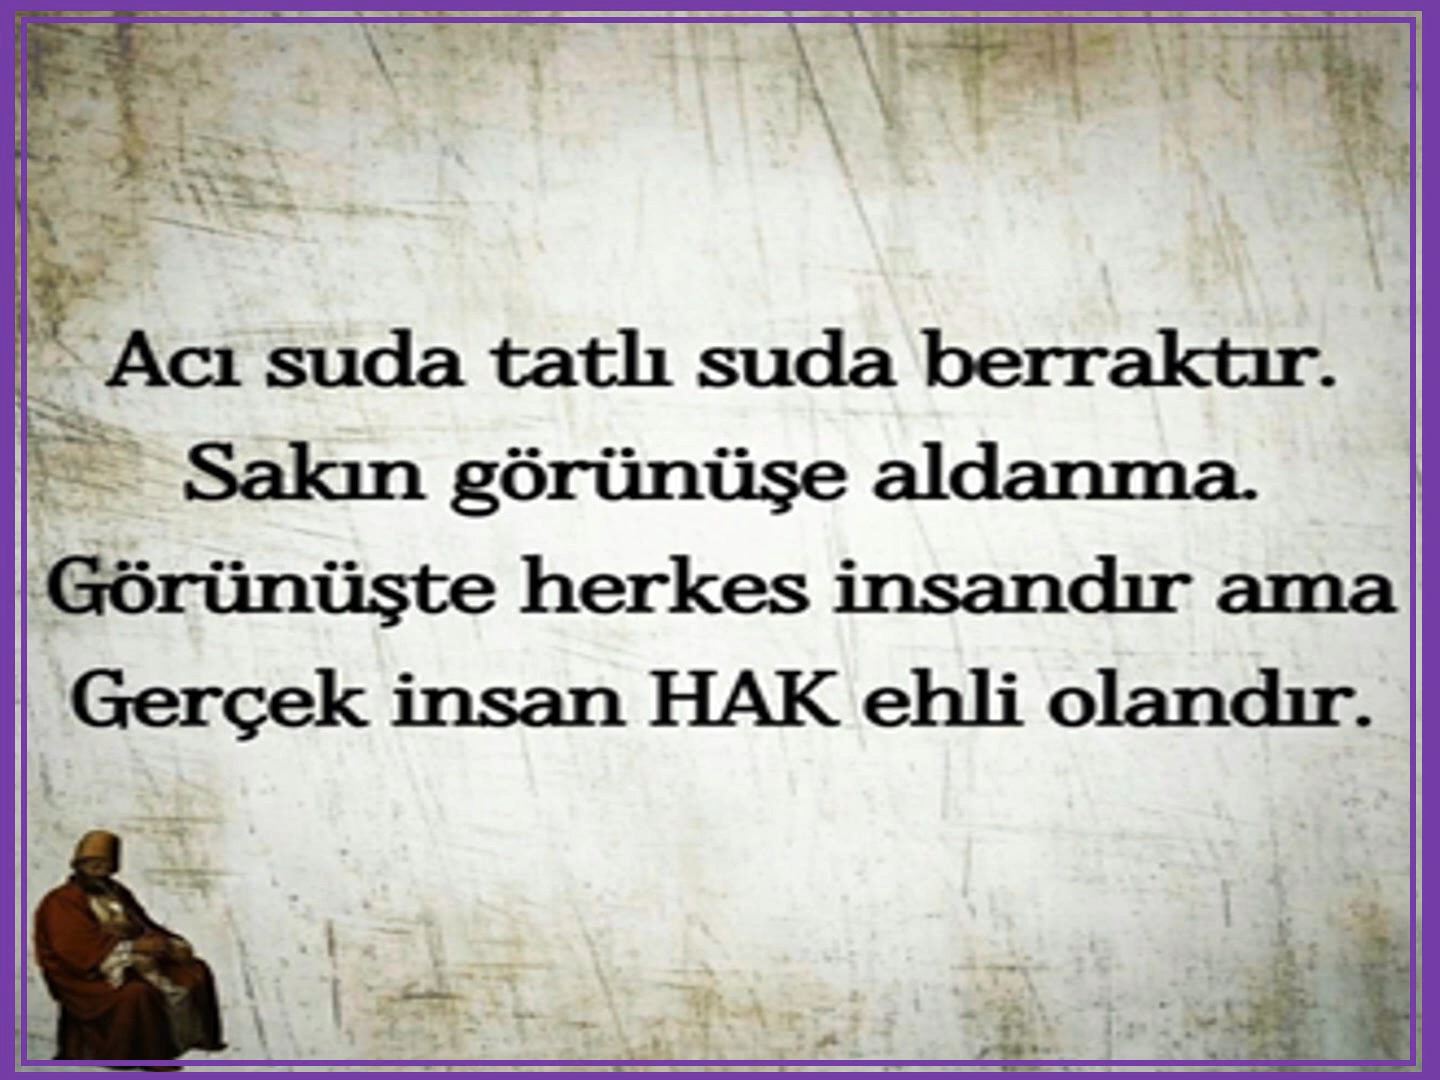 Acı suda tatlı suda berraktır.
Sakın görünüşe aldanma.
Görünüşte herkes insandır ama
Gerçek insan HAK ehli olandır.